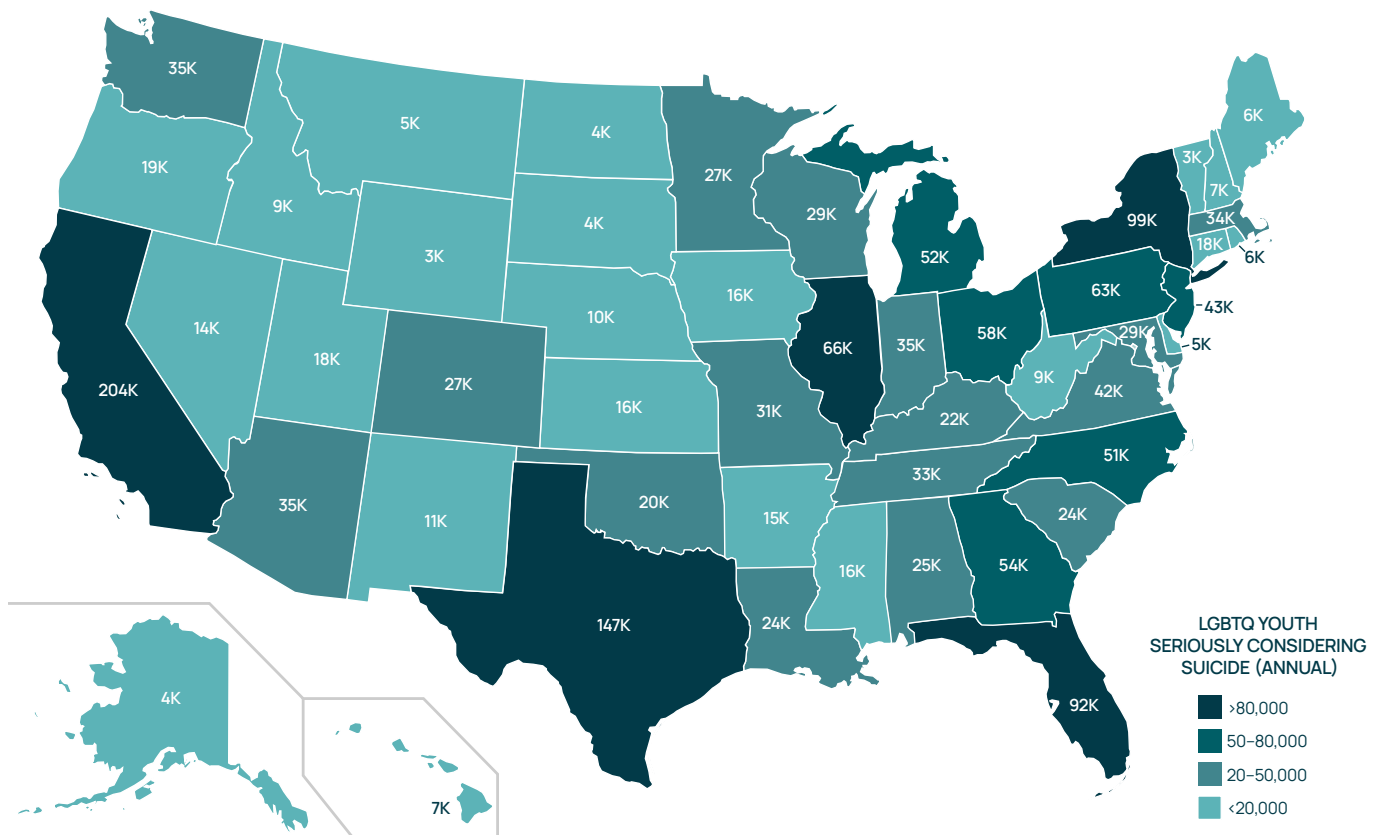 35K
5K
4K
6K
19K
9K
27K
3K
7K
29K
4K
34K
99K
18K
3K
52K
6K
16K
63K
10K
43K
14K
66K
35K
58K
29K
5K
18K
204K
27K
9K
42K
16K
31K
22K
51K
33K
35K
20K
15K
24K
11K
16K
25K
54K
147K
24K
92K
4K
7K
LGBTQ YOUTH
SERIOUSLY CONSIDERING
SUICIDE (ANNUAL)
>80,000
50–80,000
20–50,000
<20,000